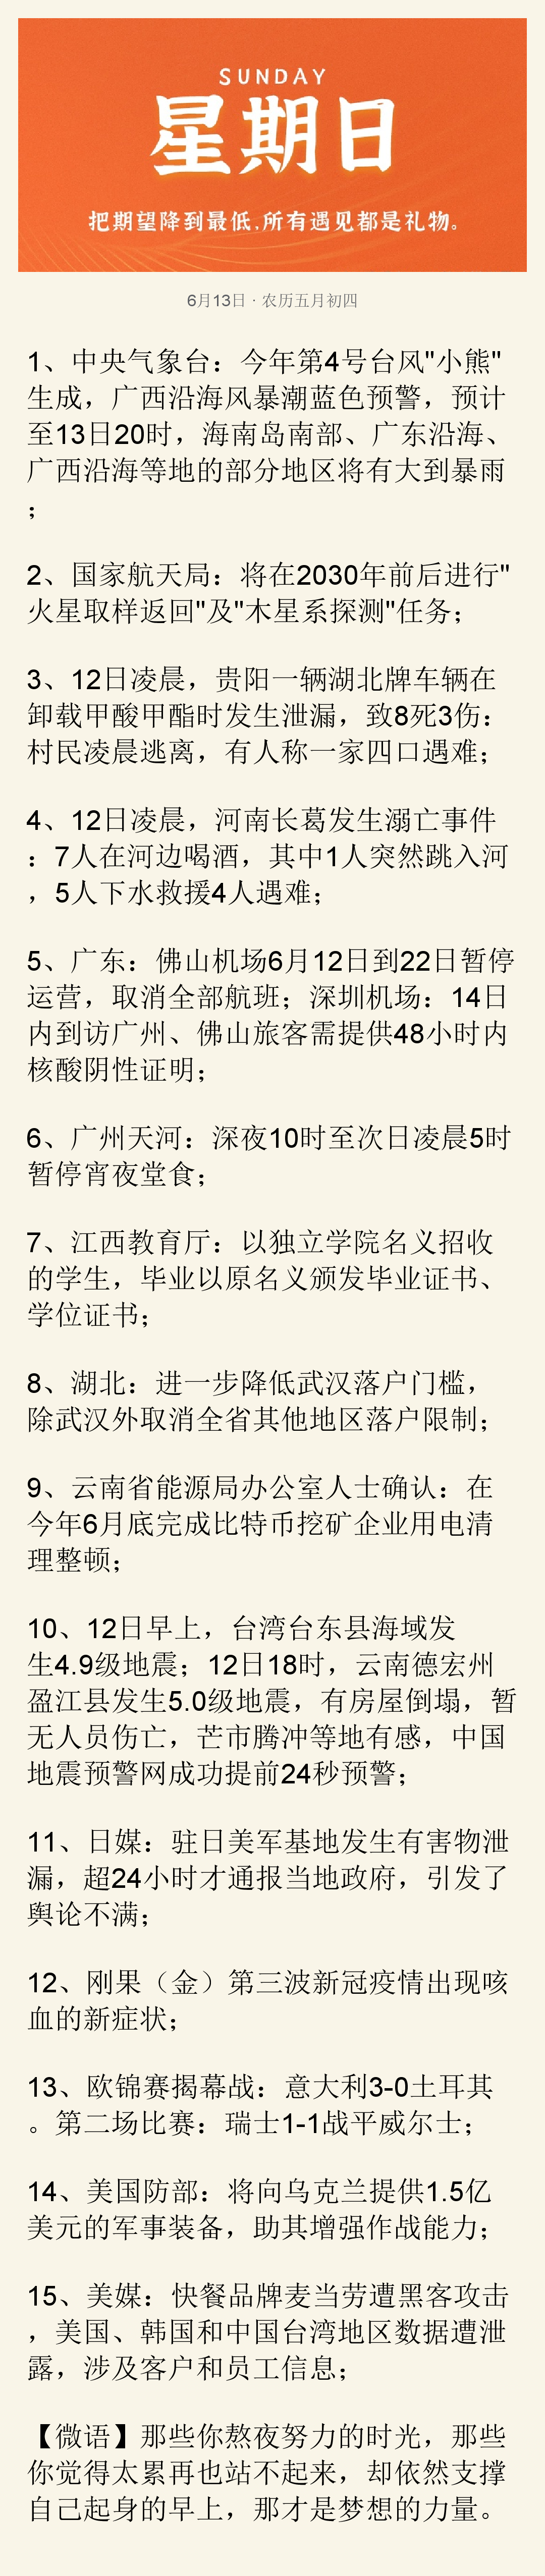 SUNDAY
星期日
把期望降到最低,所有遇见都是礼物。
6月13日 · 农历五月初四
1、中央气象台：今年第4号台风"小熊"
生成，广西沿海风暴潮蓝色预警，预计
至13日20时，海南岛南部、广东沿海、
广西沿海等地的部分地区将有大到暴雨
；
2、国家航天局：将在2030年前后进行"
火星取样返回"及"木星系探测"任务；
3、12日凌晨，贵阳一辆湖北牌车辆在
卸载甲酸甲酯时发生泄漏，致8死3伤：
村民凌晨逃离，有人称一家四口遇难；
4、12日凌晨，河南长葛发生溺亡事件
：7人在河边喝酒，其中1人突然跳入河
，5人下水救援4人遇难；
5、广东：佛山机场6月12日到22日暂停
运营，取消全部航班；深圳机场：14日
内到访广州、佛山旅客需提供48小时内
核酸阴性证明；
6、广州天河：深夜10时至次日凌晨5时
暂停宵夜堂食；
7、江西教育厅：以独立学院名义招收
的学生，毕业以原名义颁发毕业证书、
学位证书；
8、湖北：进一步降低武汉落户门槛，
除武汉外取消全省其他地区落户限制；
9、云南省能源局办公室人士确认：在
今年6月底完成比特币挖矿企业用电清
理整顿；
10、12日早上，台湾台东县海域发
生4.9级地震；12日18时，云南德宏州
盈江县发生5.0级地震，有房屋倒塌，暂
无人员伤亡，芒市腾冲等地有感，中国
地震预警网成功提前24秒预警；
11、日媒：驻日美军基地发生有害物泄
漏，超24小时才通报当地政府，引发了
舆论不满；
12、刚果（金）第三波新冠疫情出现咳
血的新症状；
13、欧锦赛揭幕战：意大利3-0土耳其
。第二场比赛：瑞士1-1战平威尔士；
14、美国防部：将向乌克兰提供1.5亿
美元的军事装备，助其增强作战能力；
15、美媒：快餐品牌麦当劳遭黑客攻击
，美国、韩国和中国台湾地区数据遭泄
露，涉及客户和员工信息；
【微语】那些你熬夜努力的时光，那些
你觉得太累再也站不起来，却依然支撑
自己起身的早上，那才是梦想的力量。